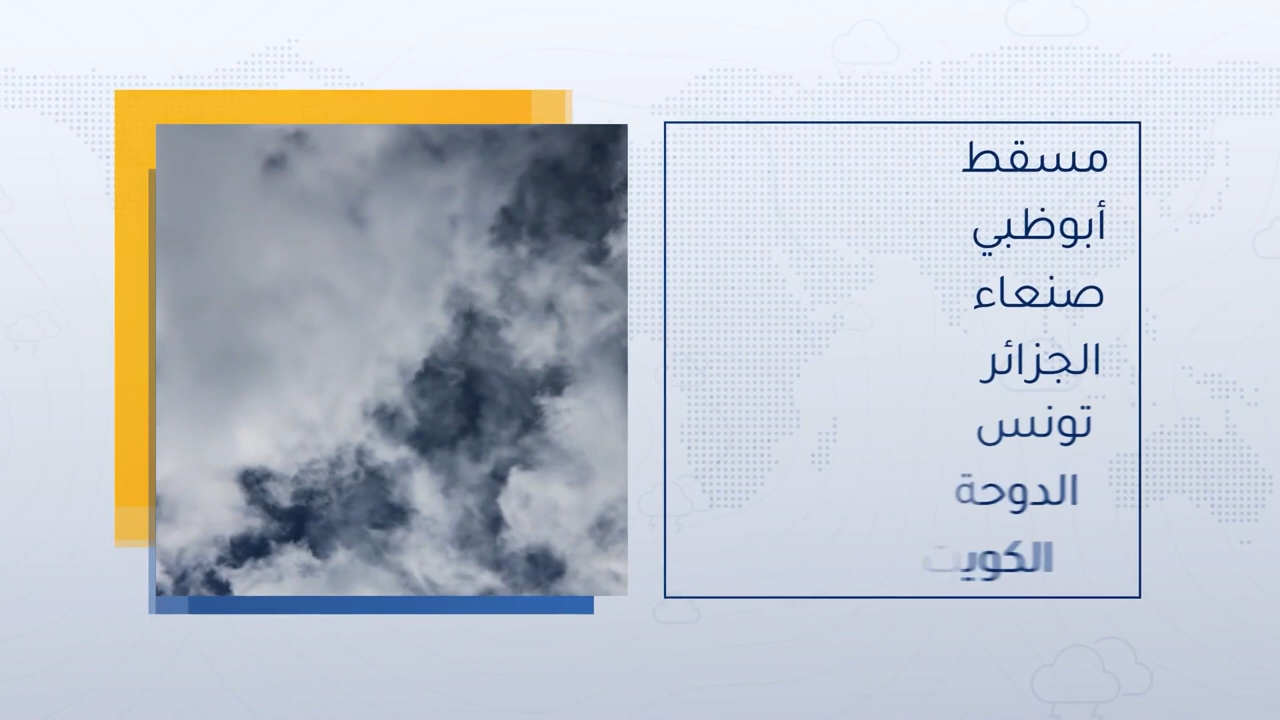 مسقط
أبوظبي
صنعاء
الجزائر
تونس
الدوحة
الكويت